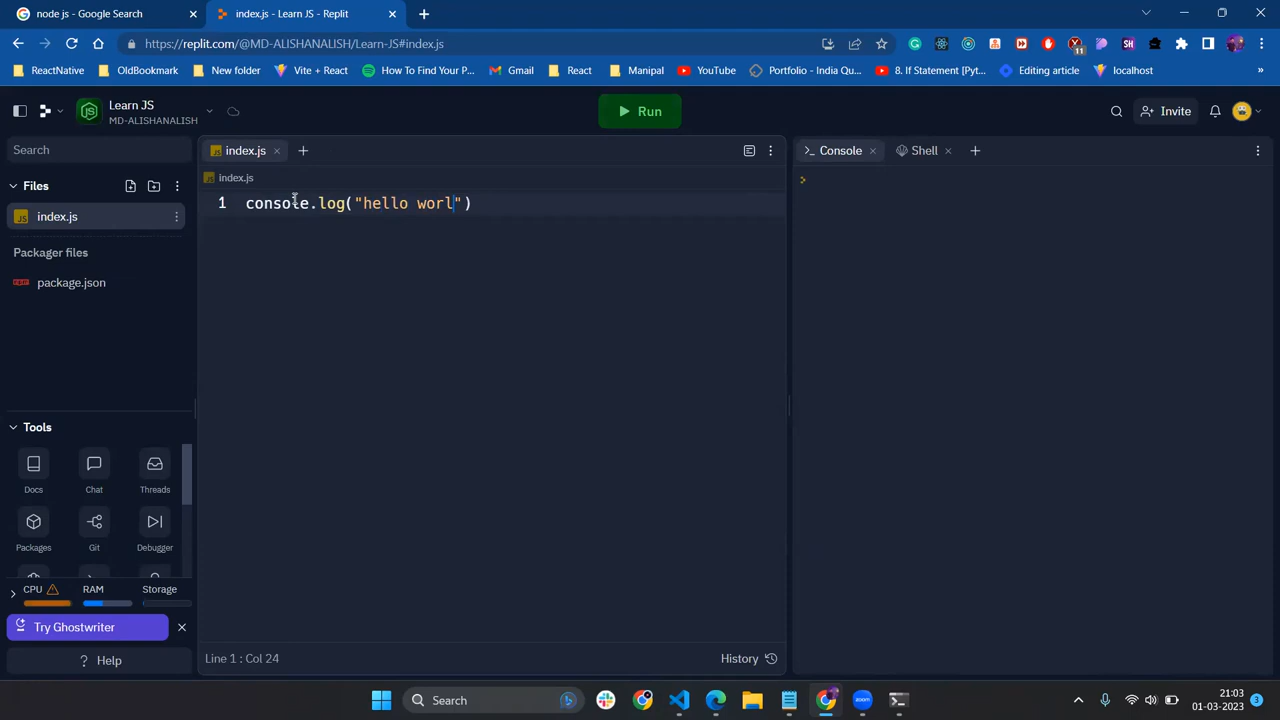 node js - Google Search
index.js - Learn JS - Replit
https://replit.com/@MD-ALISHANALISH/Learn-JS#index.js
11
ReactNative
OldBookmark
New folder
Vite + React
How To Find Your P...
Gmail
React
Manipal
YouTube
Portfolio - India Qu...
8. If Statement [Pyt...
Editing article
localhost
»
Learn JS
MD-ALISHANALISH
Run
Invite
Search
index.js
Console
Shell
index.js
Files
index.js
Packager files
package.json
1 console.log("hello worl")
>
Tools
Docs
Chat
Threads
Packages
Git
Debugger
CPU
RAM
Storage
Try Ghostwriter
? Help
Line 1 : Col 24
History
Search
21:03
01-03-2023
3